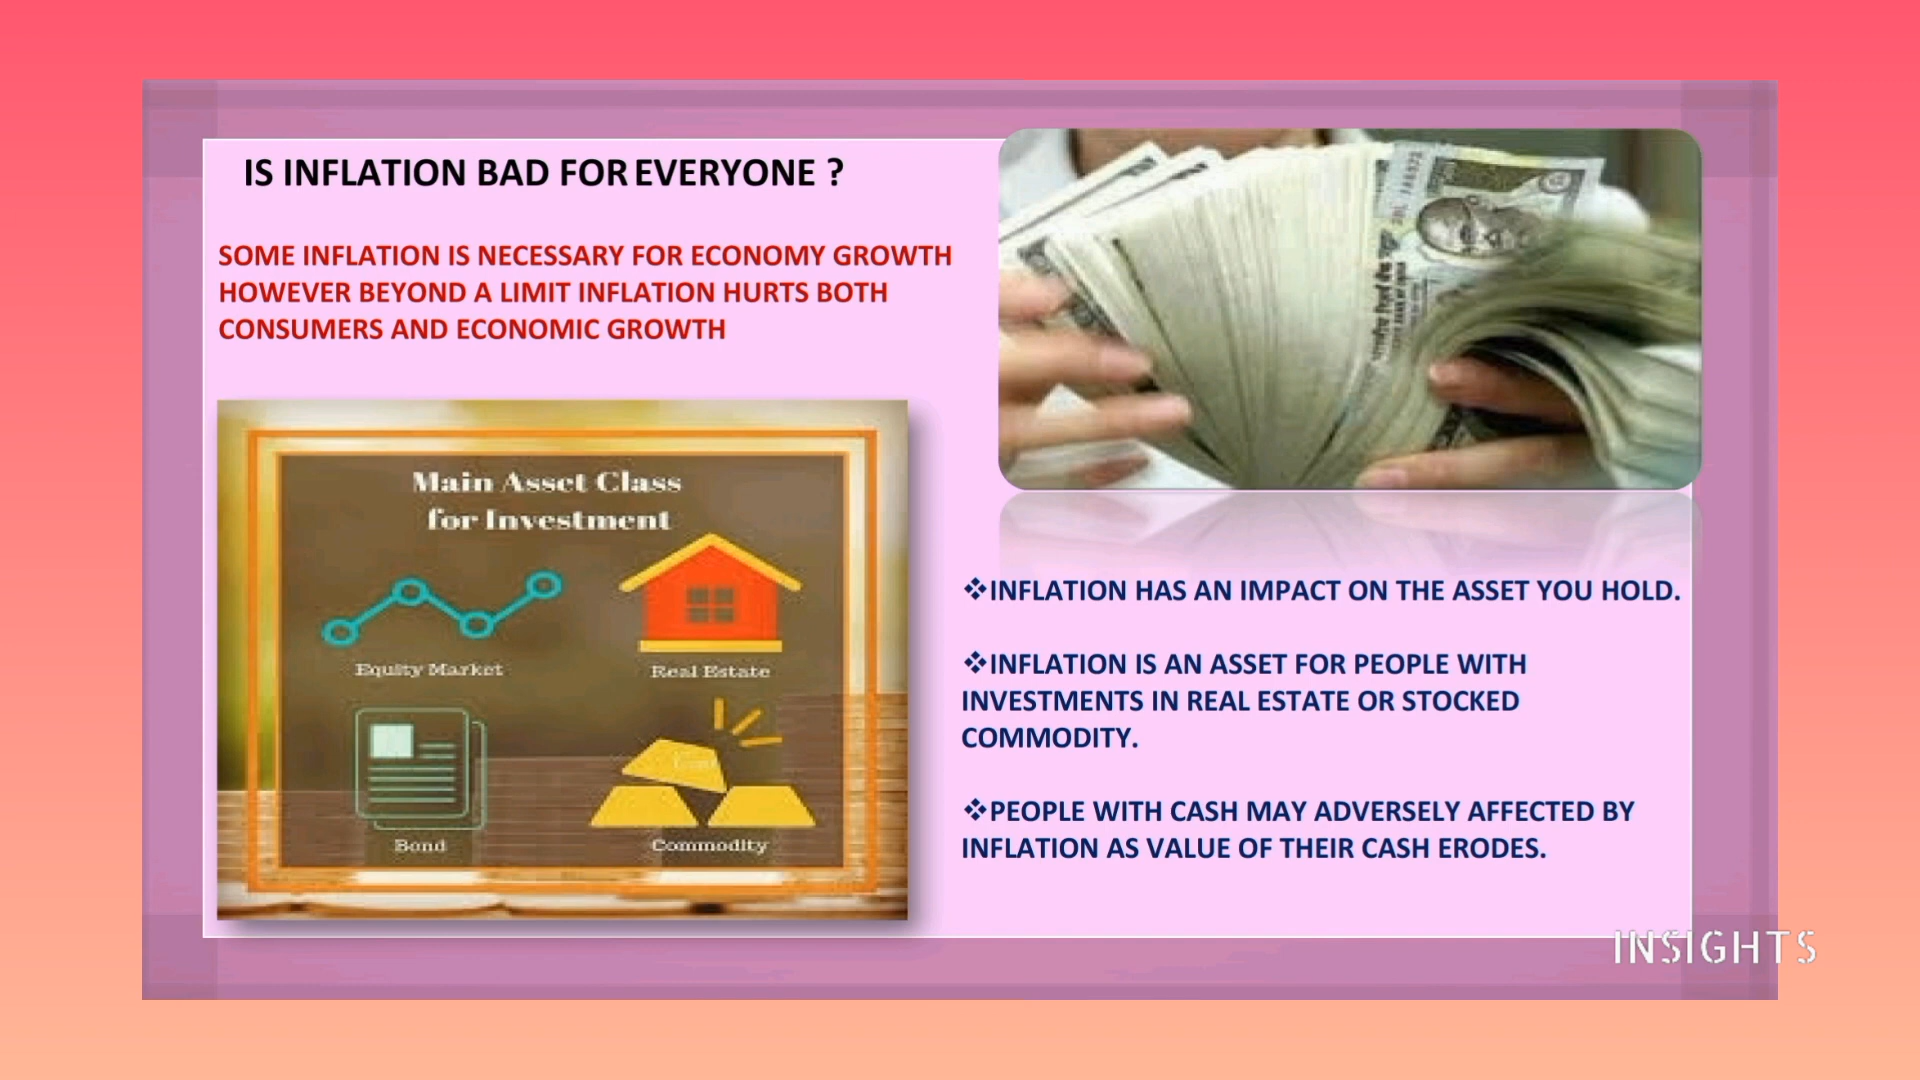 IS INFLATION BAD FOR EVERYONE ?
SOME INFLATION IS NECESSARY FOR ECONOMY GROWTH
HOWEVER BEYOND A LIMIT INFLATION HURTS BOTH
CONSUMERS AND ECONOMIC GROWTH
Main Asset Class
for Investment
Equity Market
Real Estate
Bond
Commodity
❖INFLATION HAS AN IMPACT ON THE ASSET YOU HOLD.
❖INFLATION IS AN ASSET FOR PEOPLE WITH
INVESTMENTS IN REAL ESTATE OR STOCKED
COMMODITY.
❖PEOPLE WITH CASH MAY ADVERSELY AFFECTED BY
INFLATION AS VALUE OF THEIR CASH ERODES.
INSIGHTS